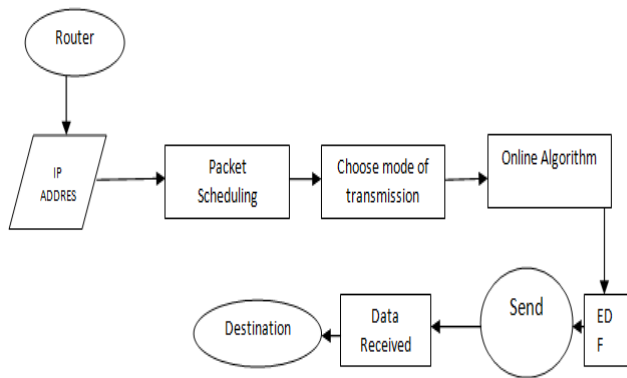 Router
IP
ADDRES
Packet
Scheduling
Choose mode of
transmission
Online Algorithm
Send
ED
F
Data
Received
Destination